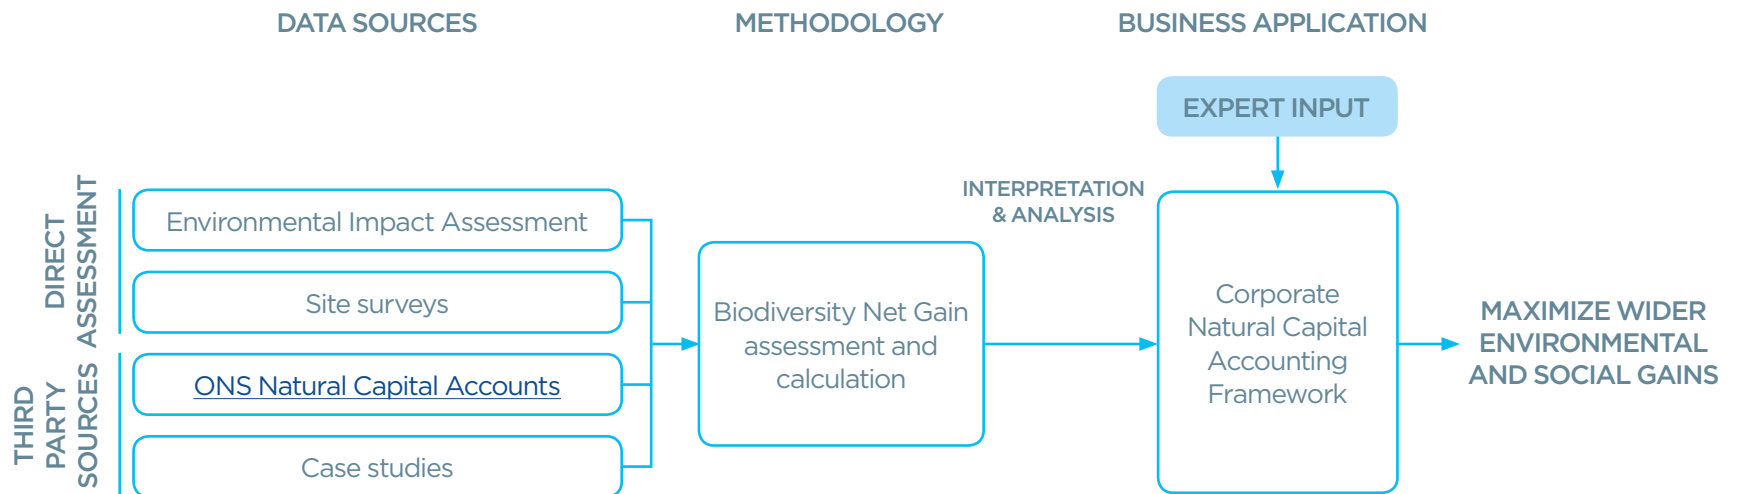 DATA SOURCES
METHODOLOGY
BUSINESS APPLICATION
EXPERT INPUT
DIRECT
ASSESSMENT
Environmental Impact Assessment
Site surveys
THIRD
PARTY
SOURCES
ONS Natural Capital Accounts
Case studies
Biodiversity Net Gain
assessment and
calculation
INTERPRETATION
& ANALYSIS
Corporate
Natural Capital
Accounting
Framework
MAXIMIZE WIDER
ENVIRONMENTAL
AND SOCIAL GAINS